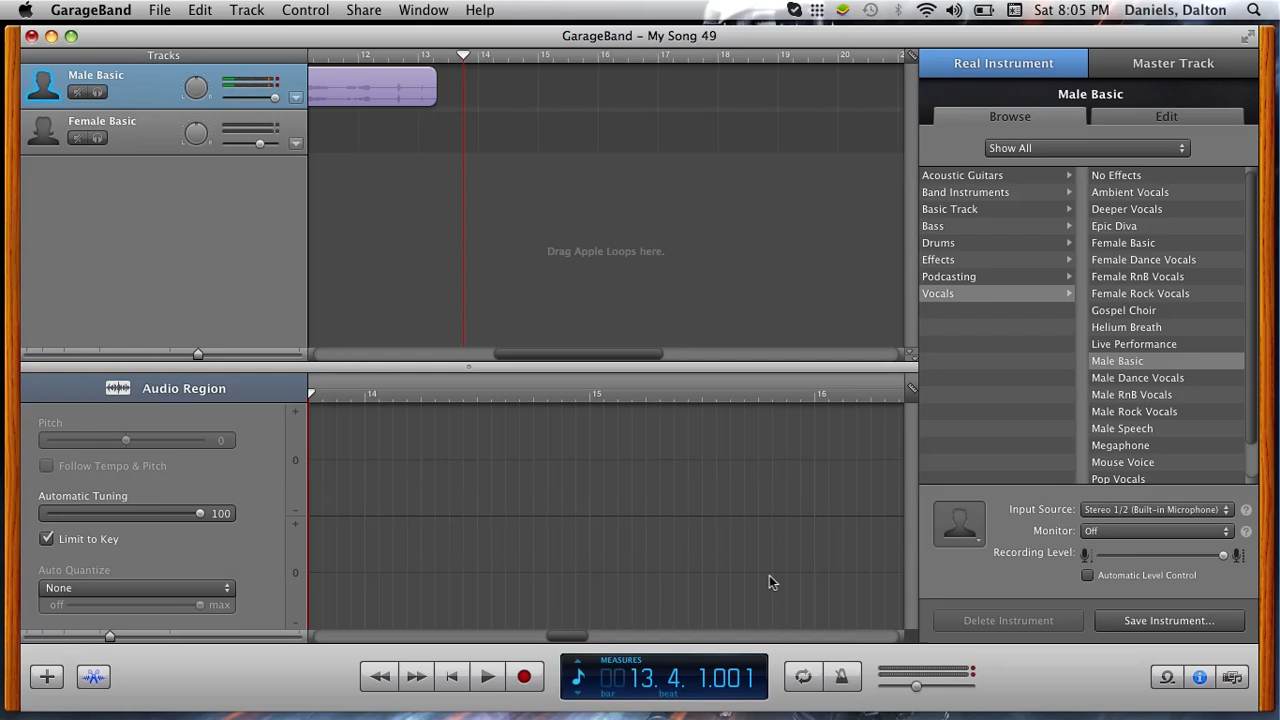 GarageBand File Edit Track Control Share Window Help Sat 8:05 PM Daniels, Dalton
GarageBand - My Song 49
Tracks
12 13 14 15 16 17 18 19 20
Real Instrument Master Track
Male Basic
Male Basic
Browse Edit
Female Basic
Show All
Acoustic Guitars
Band Instruments
Basic Track
Bass
Drums
Effects
Podcasting
Vocals
No Effects
Ambient Vocals
Deeper Vocals
Epic Diva
Female Basic
Female Dance Vocals
Female RnB Vocals
Female Rock Vocals
Gospel Choir
Helium Breath
Live Performance
Male Basic
Male Dance Vocals
Male RnB Vocals
Male Rock Vocals
Male Speech
Megaphone
Mouse Voice
Pop Vocals
Drag Apple Loops here.
Audio Region
14 15 16
Pitch
0
Follow Tempo & Pitch
Automatic Tuning
100
Limit to Key
Auto Quantize
None
off max
+
0
-
+
0
-
Input Source: Stereo 1/2 (Built-in Microphone)
Monitor: Off
Recording Level:
Automatic Level Control
Delete Instrument Save Instrument...
MEASURES
0013. 4. 1.001
bar beat